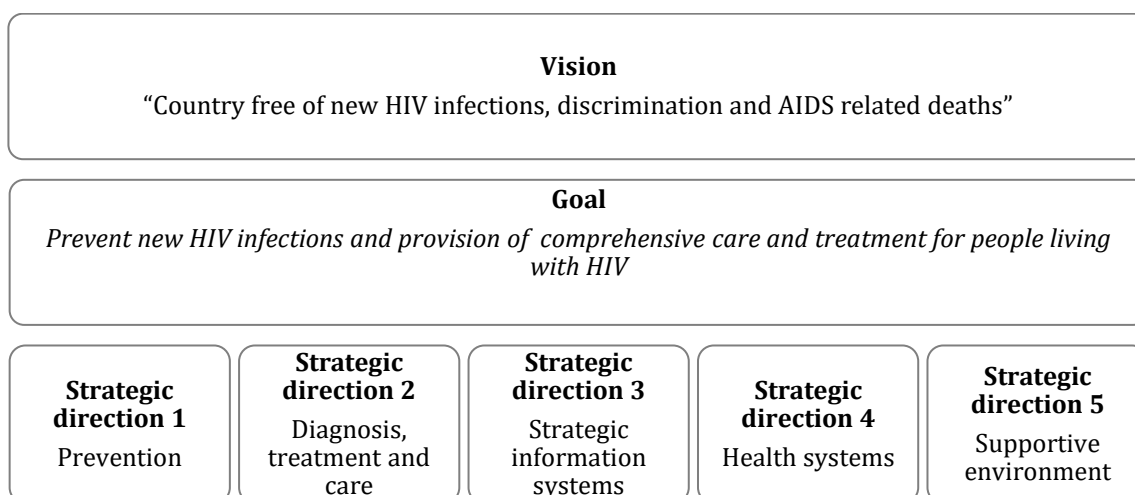 Vision
“Country free of new HIV infections, discrimination and AIDS related deaths”
Goal
Prevent new HIV infections and provision of comprehensive care and treatment for people living
with HIV
Strategic
direction 1
Prevention
Strategic
direction 2
Diagnosis,
treatment and
care
Strategic
direction 3
Strategic
information
systems
Strategic
direction 4
Health systems
Strategic
direction 5
Supportive
environment